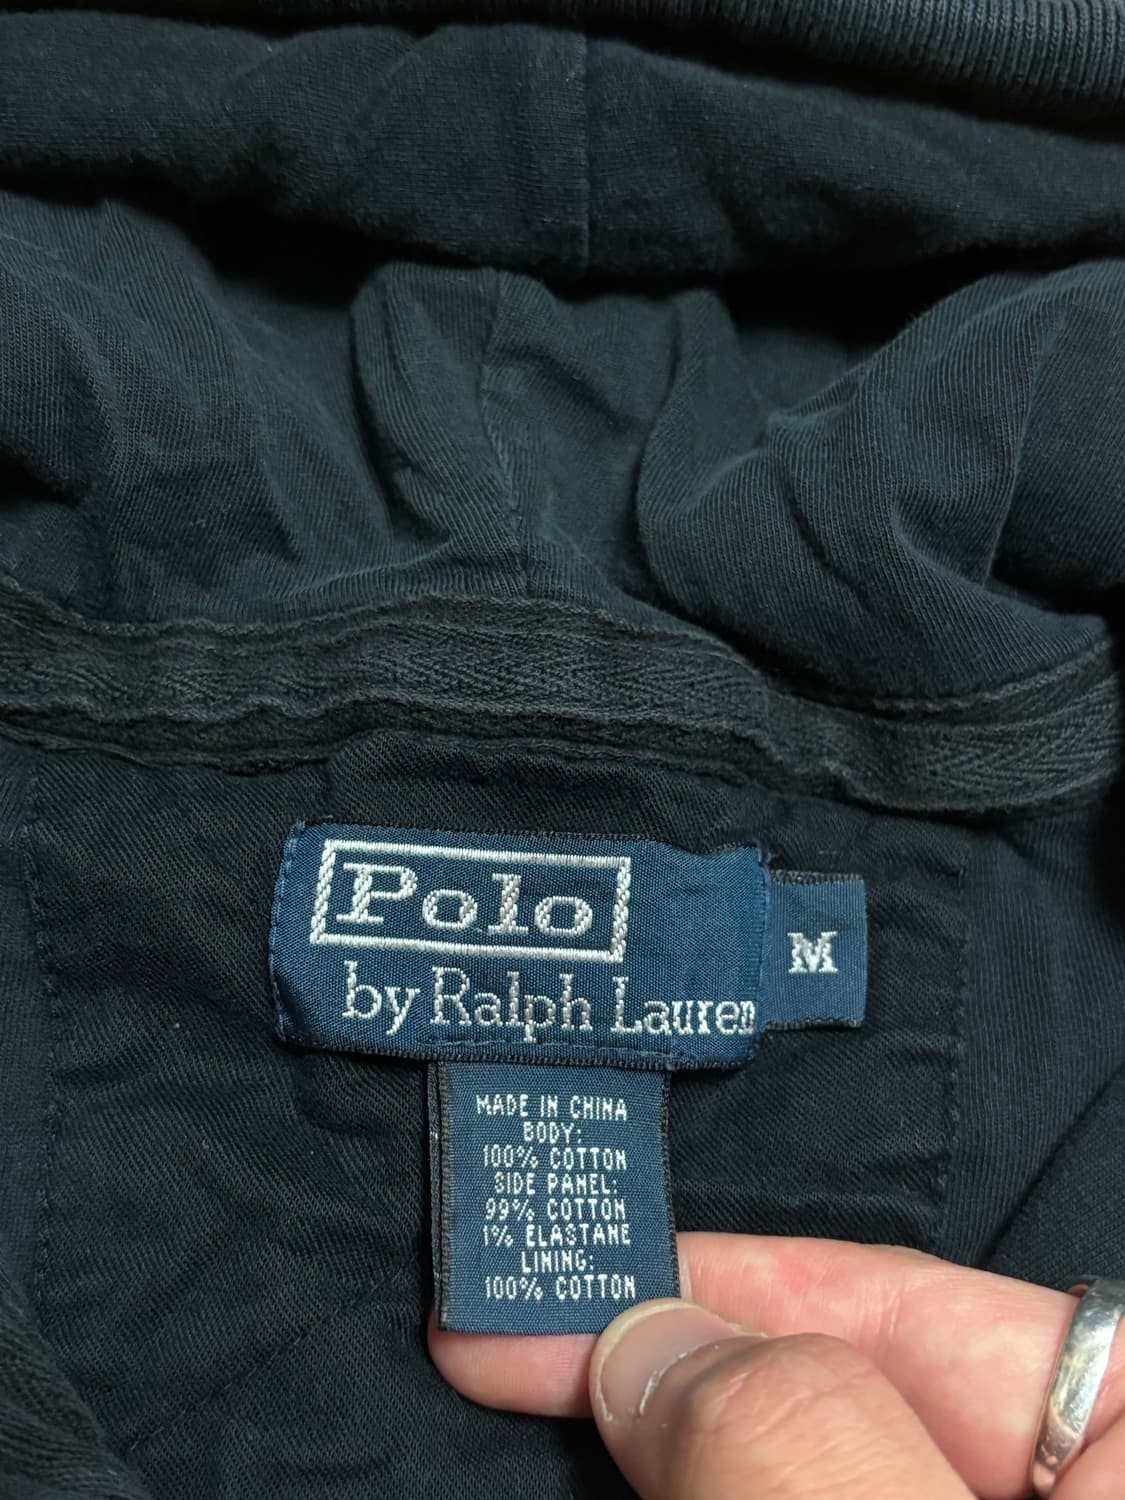 Polo
by Ralph Lauren
M
MADE IN CHINA
BODY:
100% COTTON
SIDE PANEL:
99% COTTON
1% ELASTANE
LINING:
100% COTTON